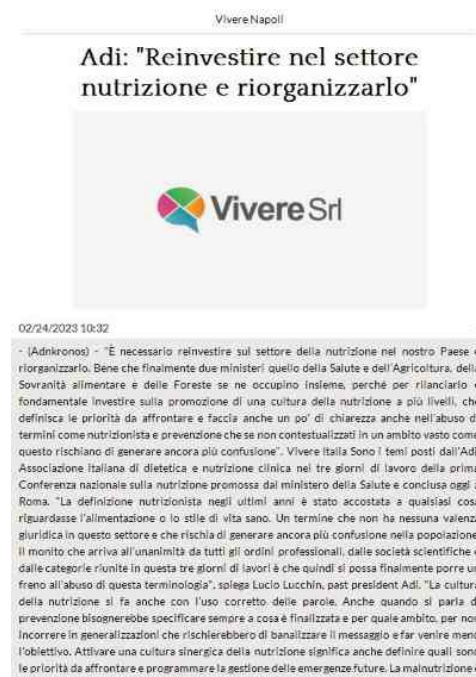 Vivere Napoli
Adi: "Reinvestire nel settore
nutrizione e riorganizzarlo"
Vivere Srl
02/24/2023 10:32
- (Adnkronos) - "È necessario reinvestire sul settore della nutrizione nel nostro Paese e
riorganizzarlo. Bene che finalmente due ministeri quello della Salute e dell'Agricoltura, della
Sovranità alimentare e delle Foreste se ne occupino insieme, perché per rilanciarlo è
fondamentale investire sulla promozione di una cultura della nutrizione a più livelli, che
definisca le priorità da affrontare e faccia anche un po' di chiarezza anche nell'abuso di
termini come nutrizionista e prevenzione che se non contestualizzati in un ambito vasto come
questo rischiano di generare ancora più confusione". Vivere Italia Sono i temi posti dall'Adi,
Associazione italiana di dietetica e nutrizione clinica nei tre giorni di lavoro della prima
Conferenza nazionale sulla nutrizione promossa dal ministero della Salute e conclusa oggi a
Roma. "La definizione nutrizionista negli ultimi anni è stato accostata a qualsiasi cosa
riguardasse l'alimentazione o lo stile di vita sano. Un termine che non ha nessuna valenza
giuridica in questo settore e che rischia di generare ancora più confusione nella popolazione.
Il monito che arriva all'unanimità da tutti gli ordini professionali, dalle società scientifiche e
dalle categorie riunite in questa tre giorni di lavori è che quindi si possa finalmente porre un
freno all'abuso di questa terminologia", spiega Lucio Lucchin, past president Adi. "La cultura
della nutrizione si fa anche con l'uso corretto delle parole. Anche quando si parla di
prevenzione bisognerebbe specificare sempre a cosa è finalizzata e per quale ambito, per non
incorrere in generalizzazioni che rischierebbero di banalizzare il messaggio e far venire meno
l'obiettivo. Attivare una cultura sinergica della nutrizione significa anche definire quali sono
le priorità da affrontare e programmare la gestione delle emergenze future. La malnutrizione è